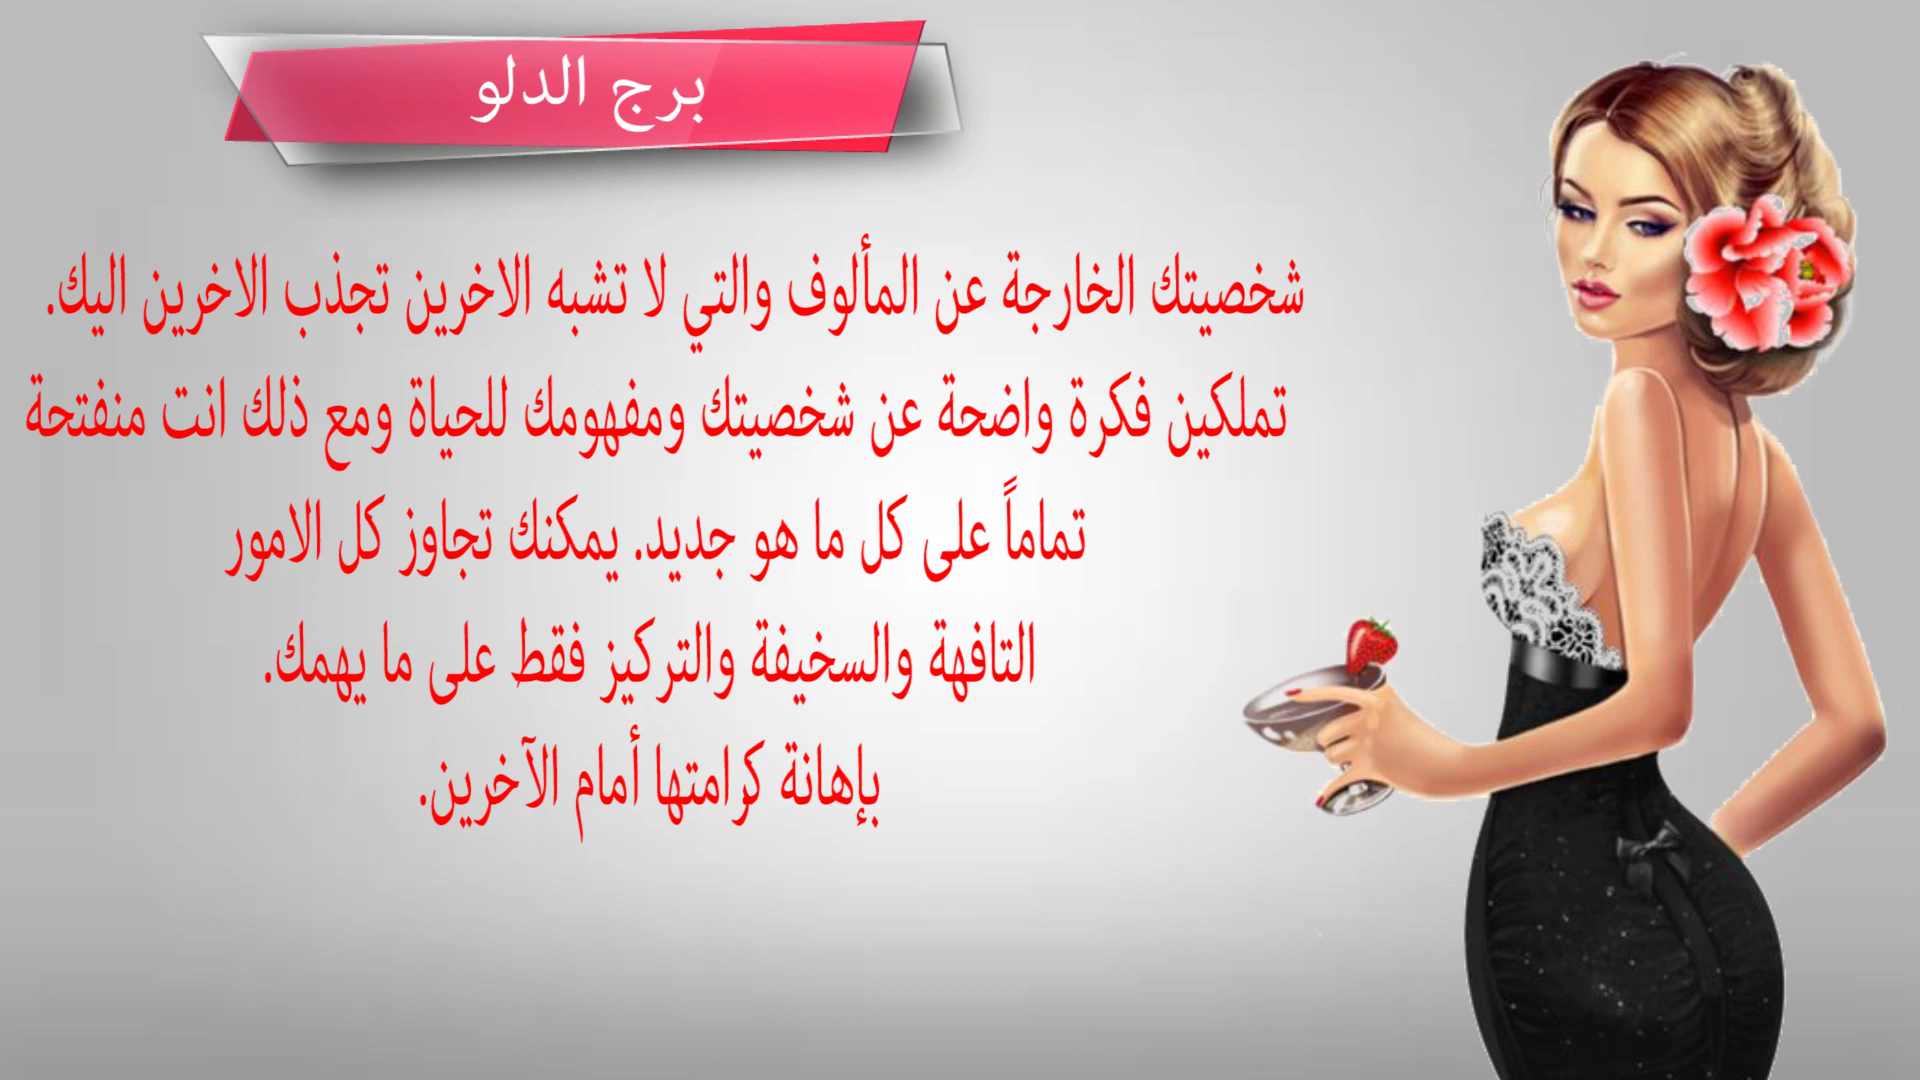 برج الدلو
شخصيتك الخارجة عن المألوف والتي لا تشبه الاخرين تجذب الاخرين اليك.
تملكين فكرة واضحة عن شخصيتك ومفهومك للحياة ومع ذلك انت منفتحة
تماماً على كل ما هو جديد. يمكنك تجاوز كل الامور
التافهة والسخيفة والتركيز فقط على ما يهمك.
بإهانة كرامتها أمام الآخرين.